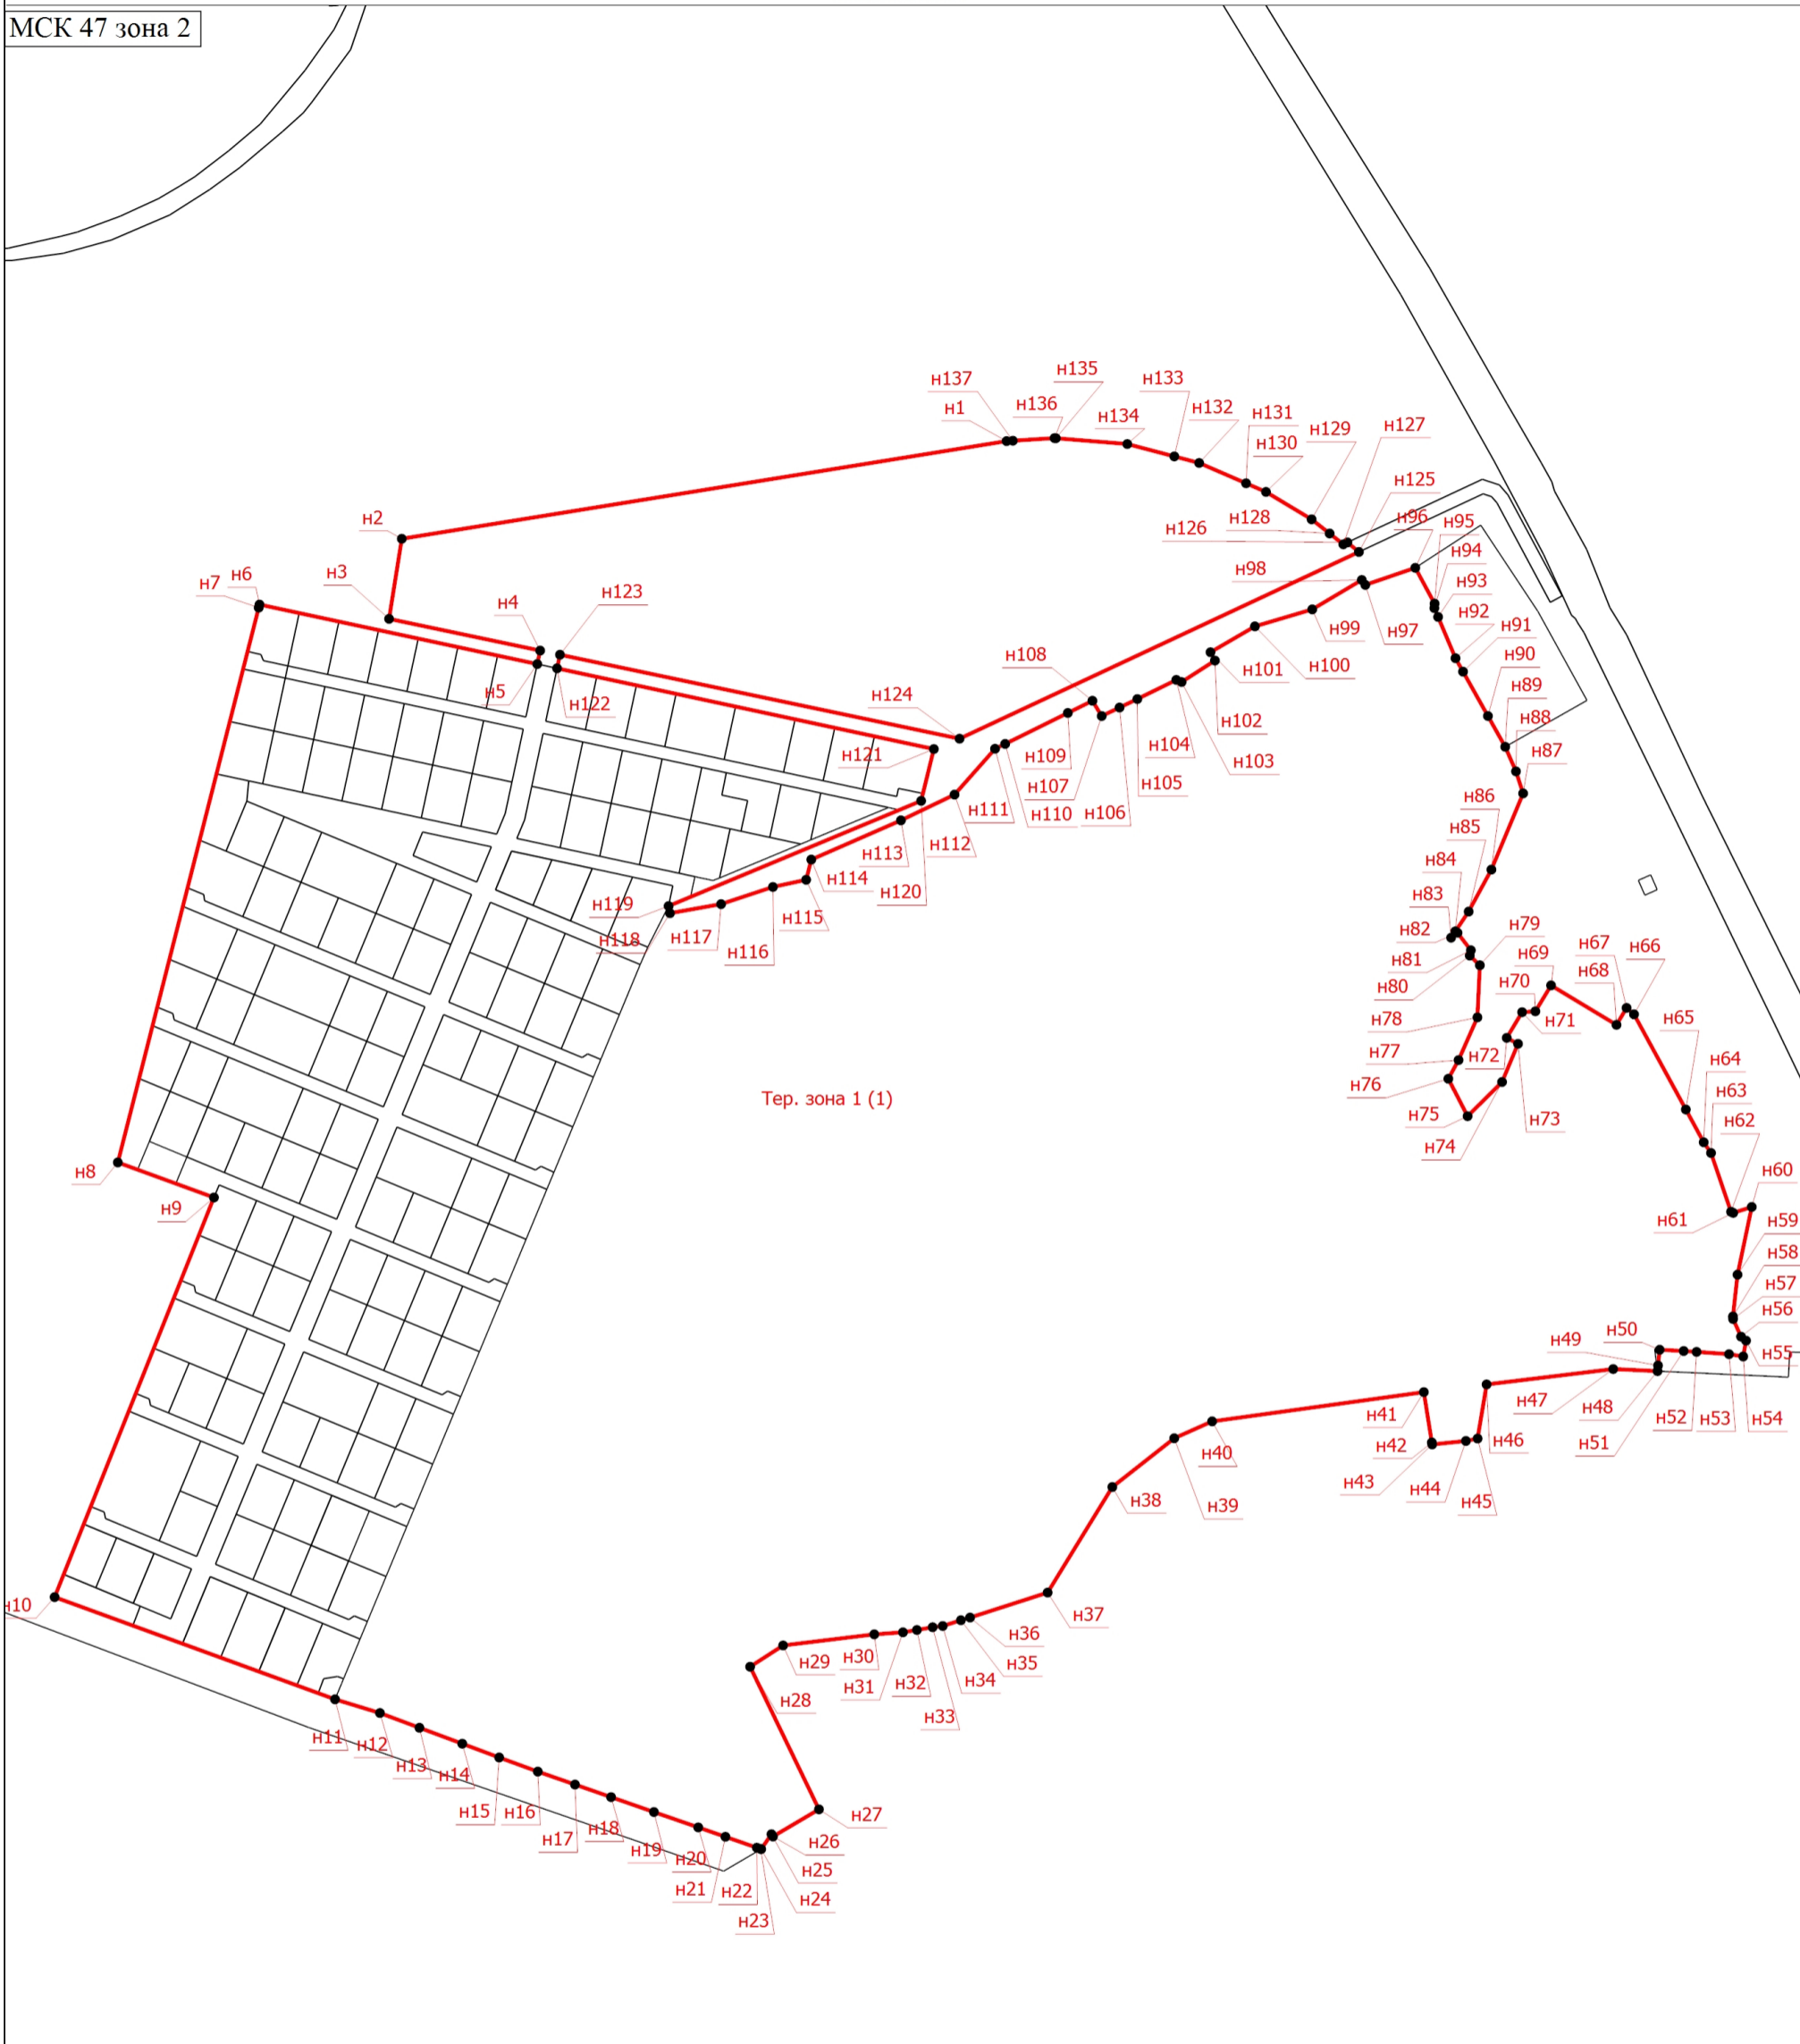 МСК 47 зона 2
н135
н133
н137
н1
н136
н134
н132
н131
н130
н129
н127
н2
н125
н128
н126
н96
н95
н94
н98
н93
н92
н7
н6
н3
н4
н123
н99
н97
н91
н90
н108
н101
н100
н89
н5
н122
н124
н102
н88
н121
н109
н104
н103
н87
н107
н105
н111
н110
н106
н86
н112
н85
н113
н114
н84
н120
н83
н119
н115
н82
н79
н118
н117
н116
н81
н69
н67
н66
н80
н70
н68
н78
н71
н65
н77
н72
н64
н76
н63
Тер. зона 1 (1)
н75
н73
н62
н74
н8
н60
н9
н61
н59
н58
н57
н56
н50
н49
н55
н47
н48
н52
н53
н54
н41
н40
н42
н46
н51
н43
н44
н45
н38
н39
н10
н37
н36
н29
н30
н35
н34
н31
н32
н28
н33
н11
н12
н13
н14
н15
н16
н27
н17
н18
н26
н19
н20
н25
н21
н22
н24
н23